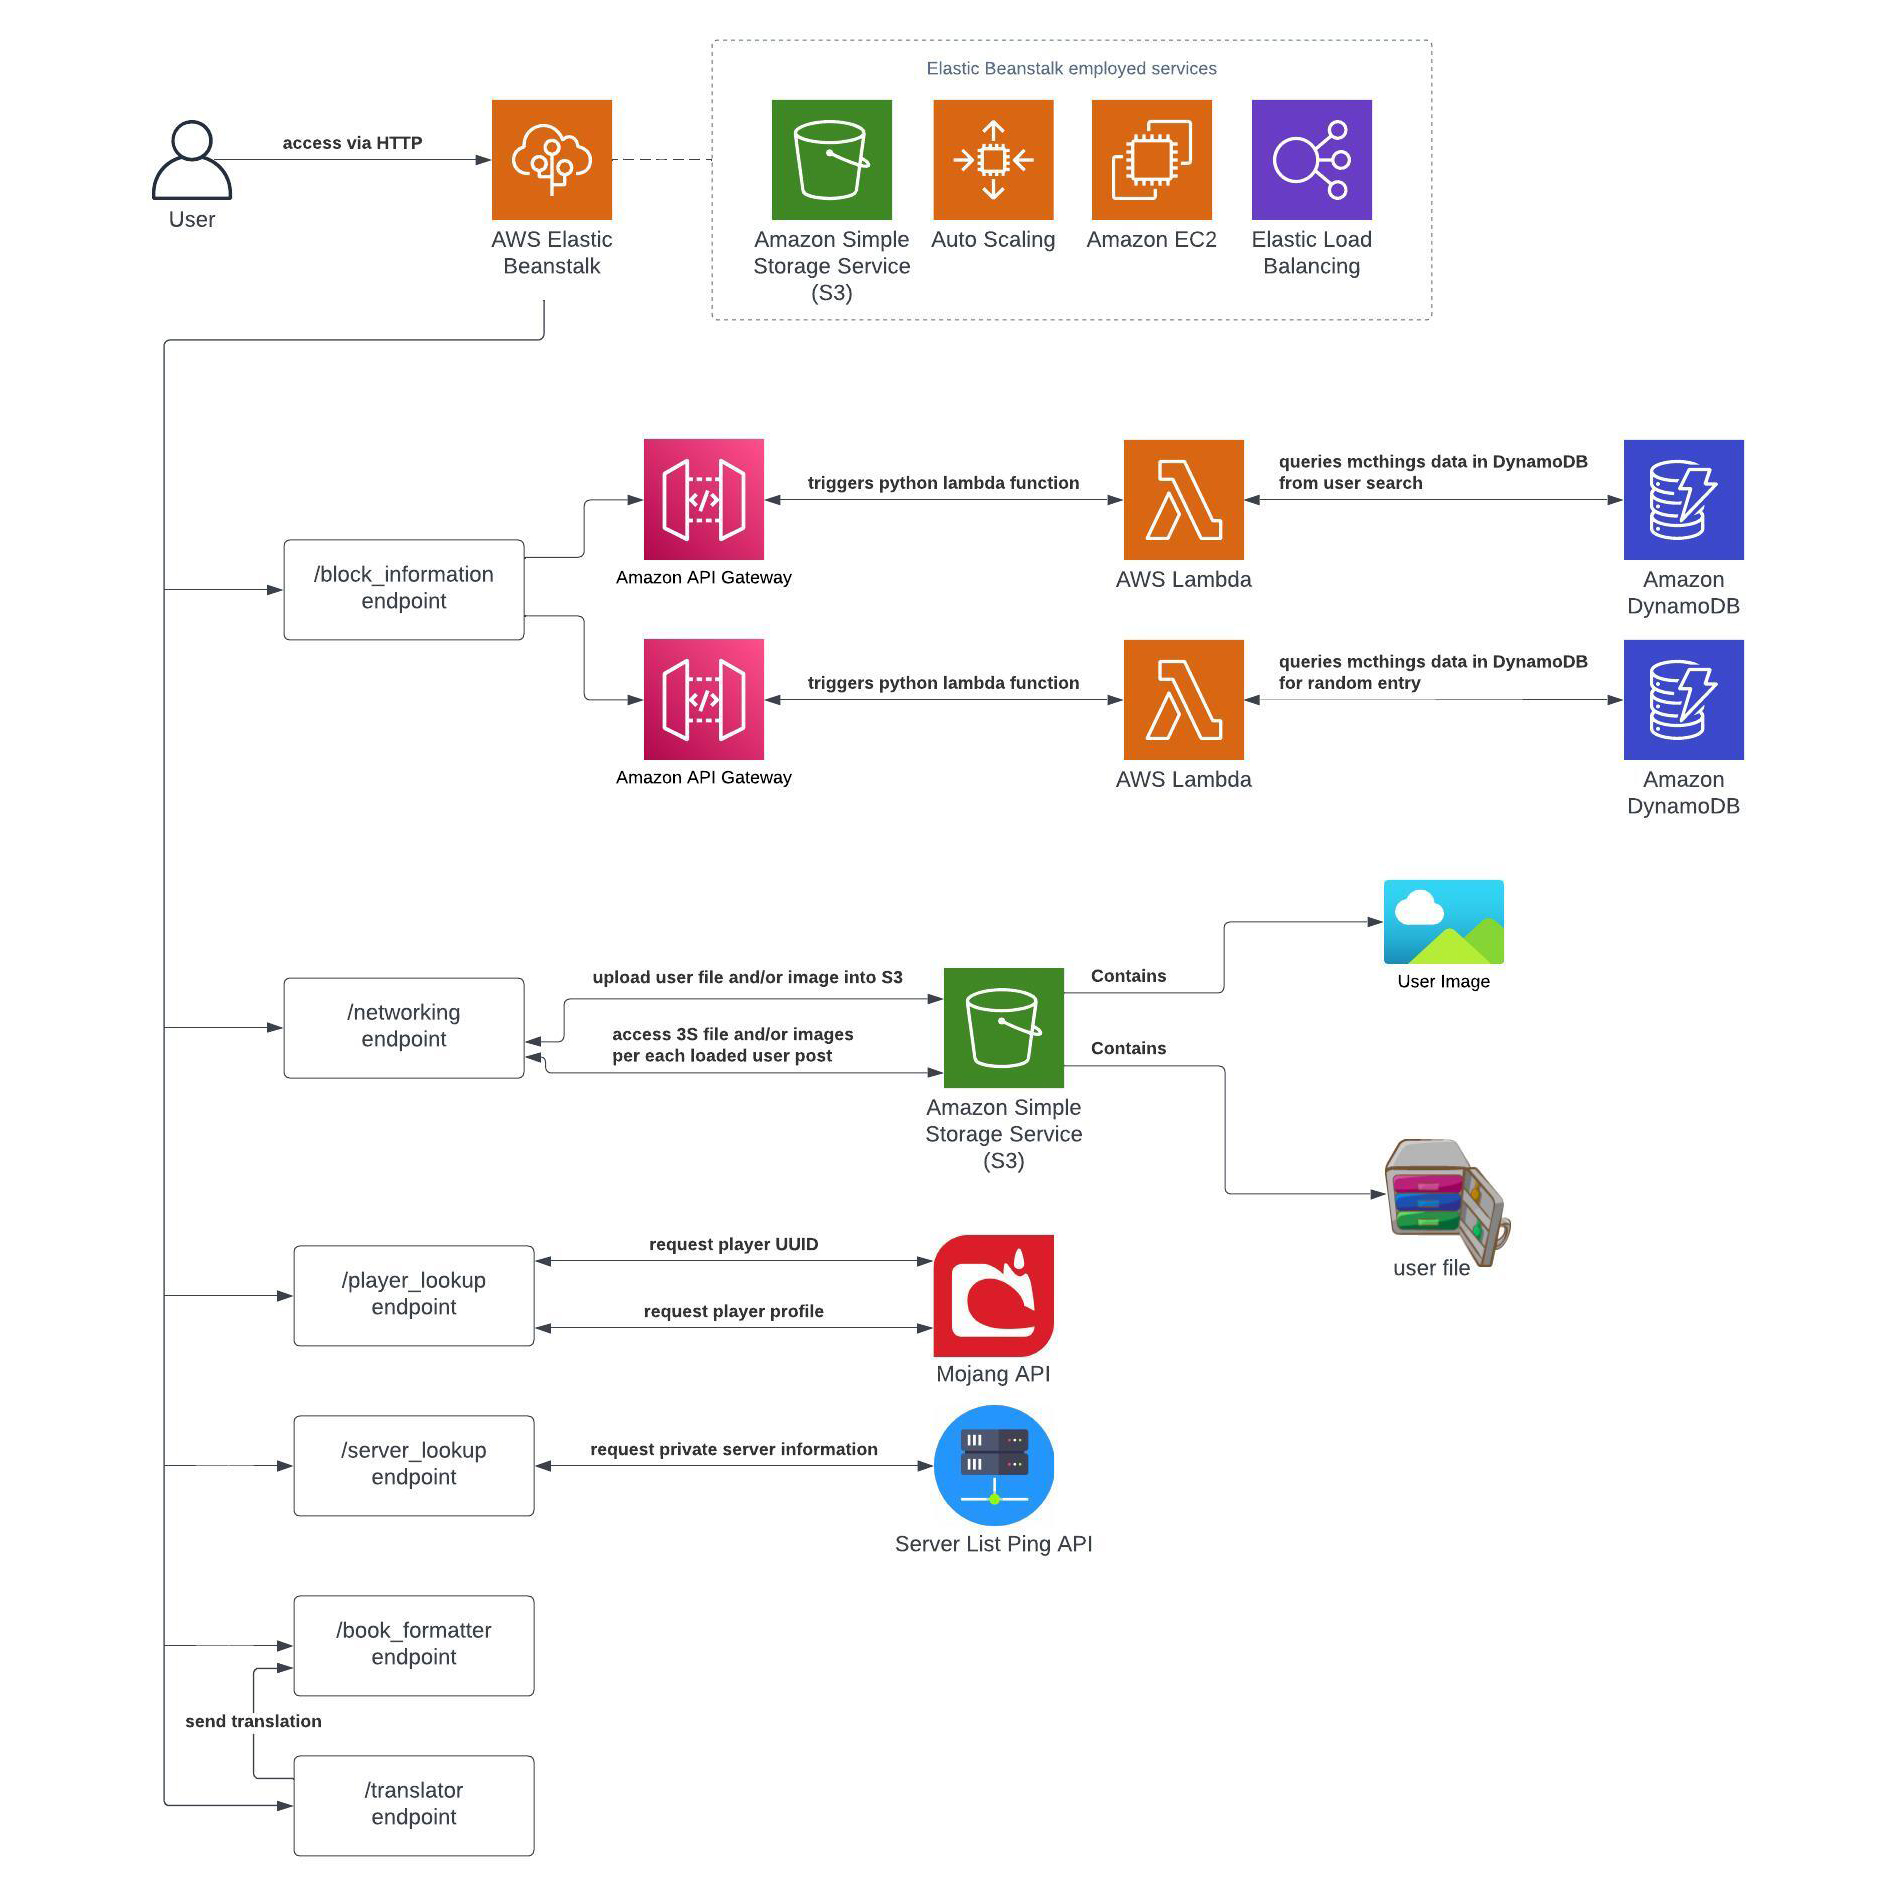 Elastic Beanstalk employed services
access via HTTP
User
AWS Elastic
Beanstalk
Amazon Simple
Storage Service
(S3)
Auto Scaling
Amazon EC2
Elastic Load
Balancing
/block_information
endpoint
Amazon API Gateway
triggers python lambda function
AWS Lambda
queries mcthings data in DynamoDB
from user search
Amazon
DynamoDB
Amazon API Gateway
triggers python lambda function
AWS Lambda
queries mcthings data in DynamoDB
for random entry
Amazon
DynamoDB
/networking
endpoint
upload user file and/or image into S3
access 3S file and/or images
per each loaded user post
Amazon Simple
Storage Service
(S3)
Contains
User Image
Contains
user file
/player_lookup
endpoint
request player UUID
request player profile
Mojang API
/server_lookup
endpoint
request private server information
Server List Ping API
/book_formatter
endpoint
send translation
/translator
endpoint